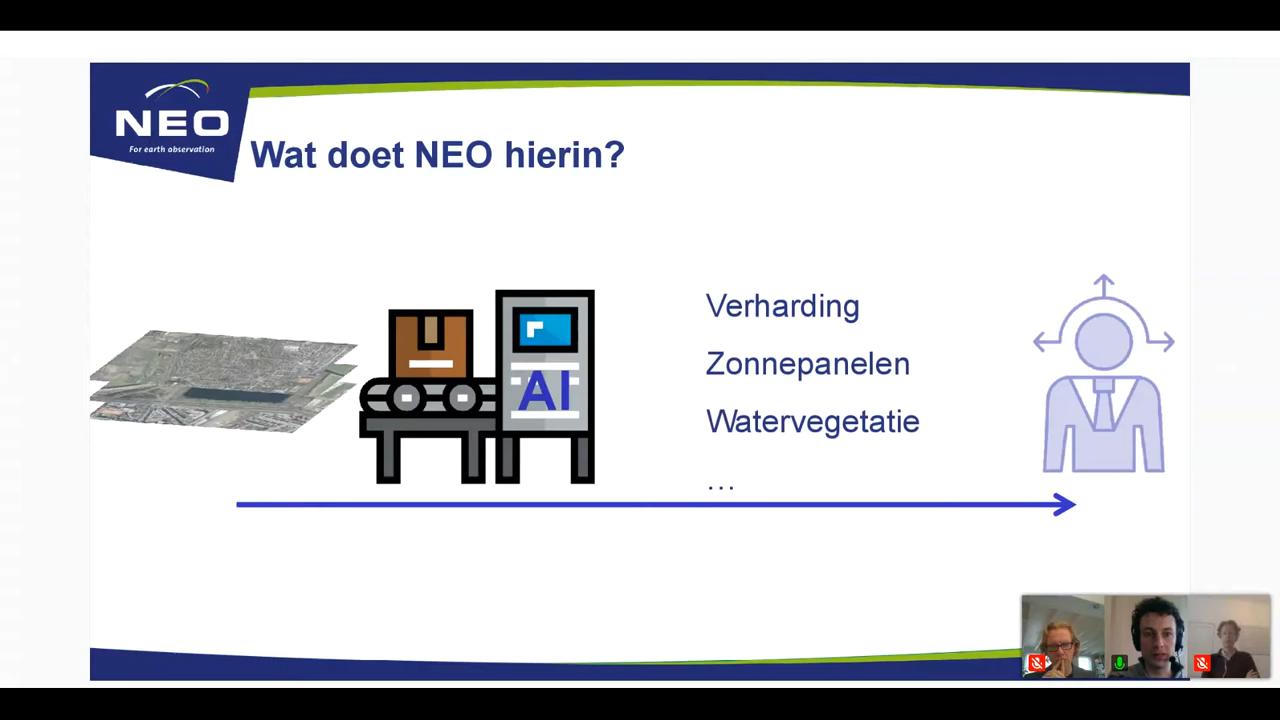 NEO
For earth observation
Wat doet NEO hierin?
AI
Verharding
Zonnepanelen
Watervegetatie
...